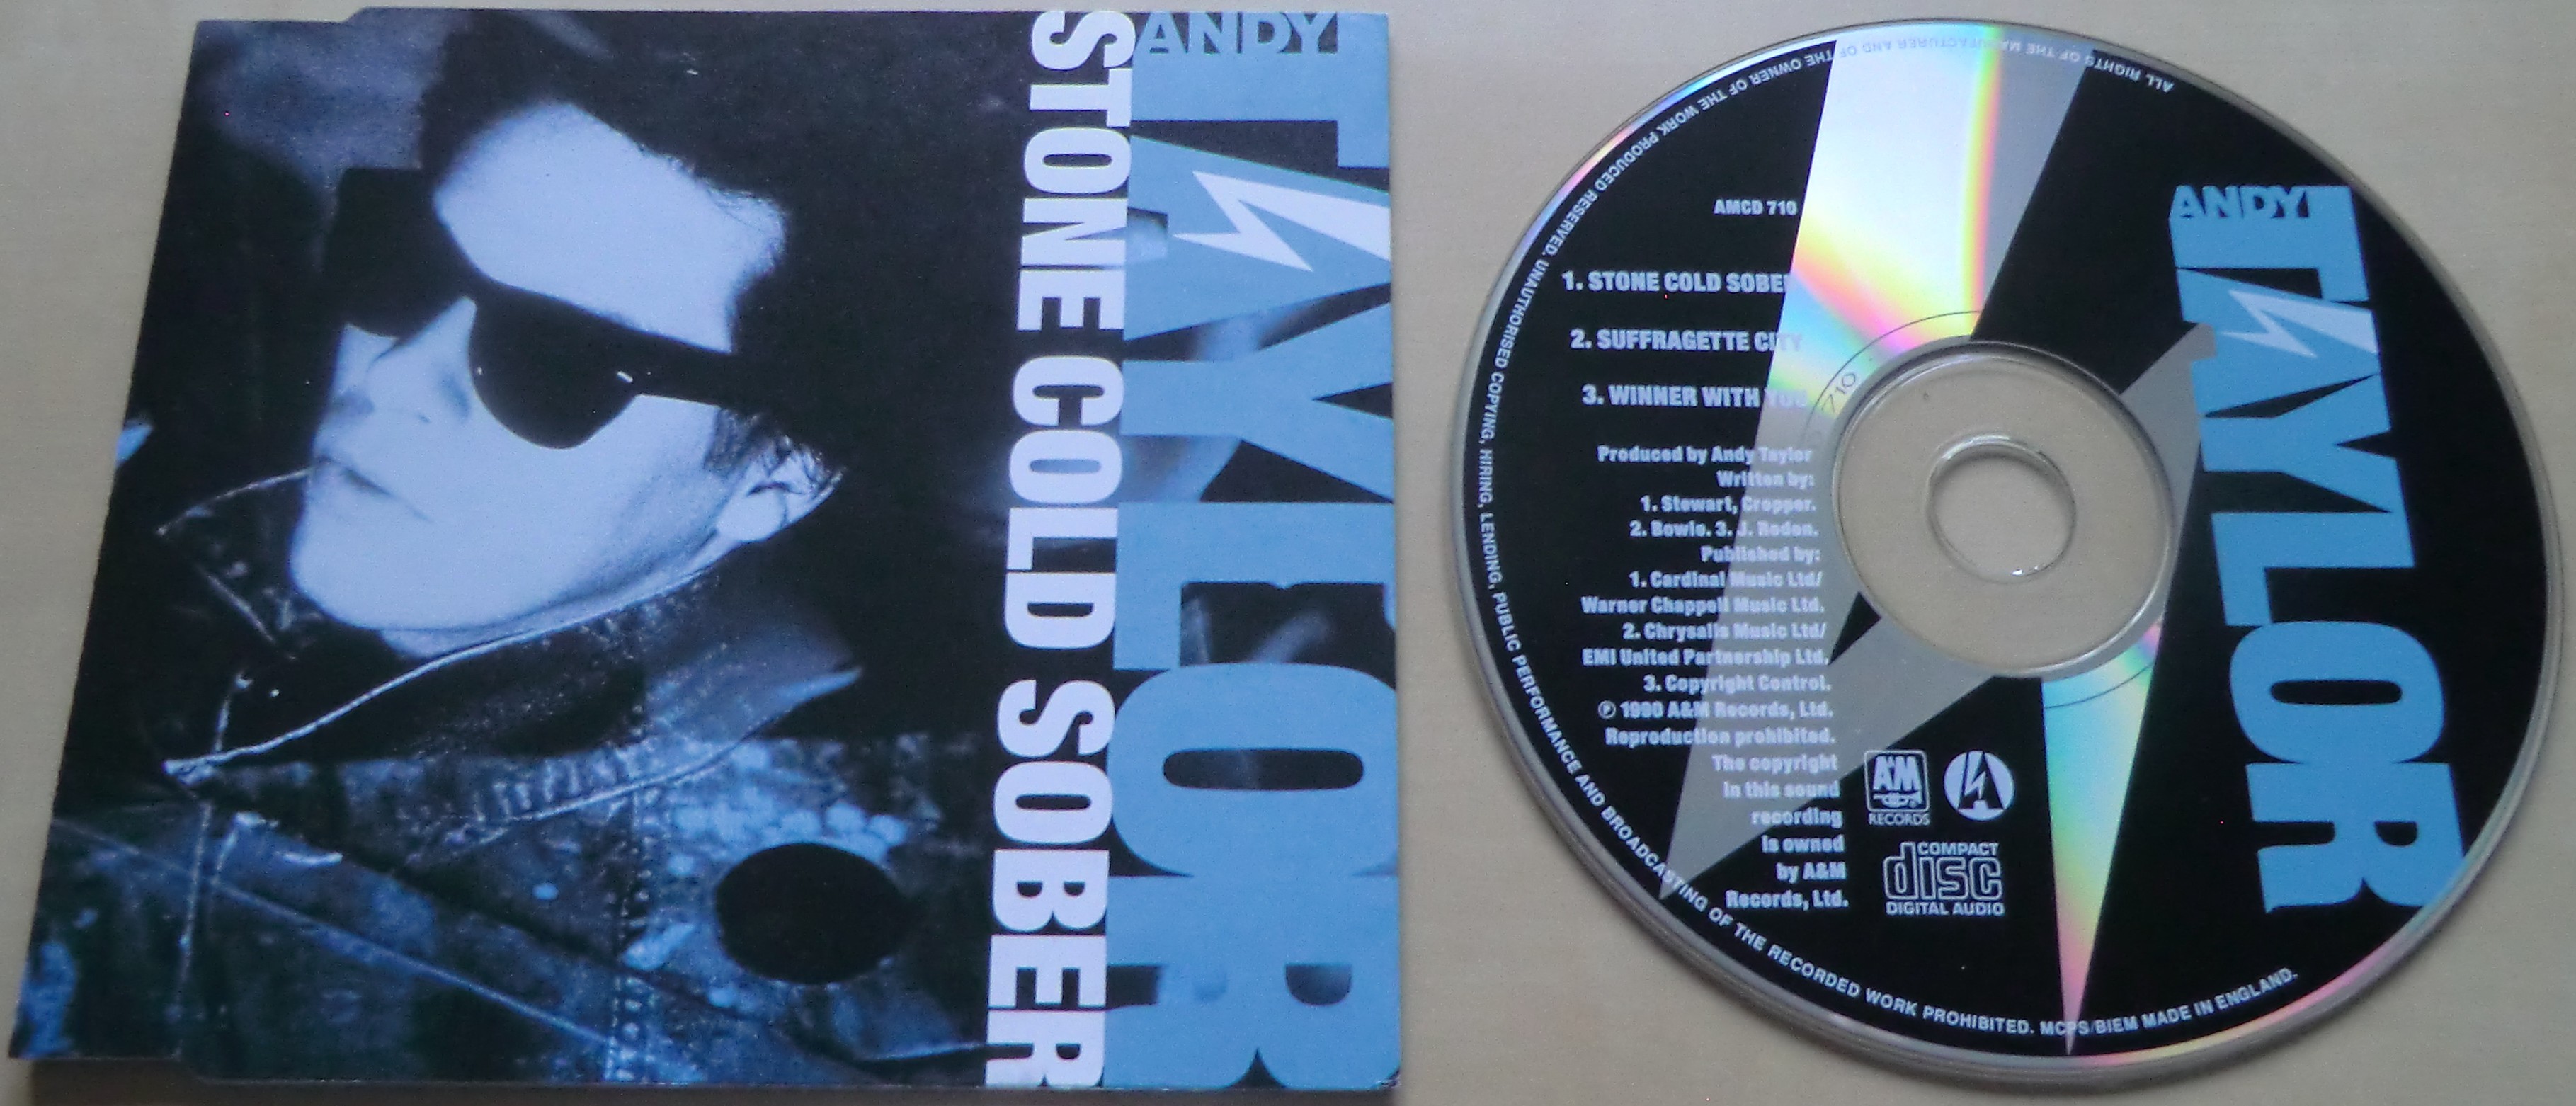 ANDY
TAYLOR
STONE COLD SOBER
ALL RIGHTS OF THE MANUFACTURER AND OF THE OWNER OF THE WORK PRODUCED RESERVED. UNAUTHORISED COPYING, HIRING, LENDING, PUBLIC PERFORMANCE AND BROADCASTING OF THE RECORDED WORK PROHIBITED. MCPS/BIEM MADE IN ENGLAND.
AMCD 710
1. STONE COLD SOBER
2. SUFFRAGETTE CITY
3. WINNER WITH YOU
Produced by Andy Taylor
Written by:
1. Stewart, Cropper.
2. Bowie. 3. J. Roden.
Published by:
1. Cardinal Music Ltd/
Warner Chappell Music Ltd.
2. Chrysalis Music Ltd/
EMI United Partnership Ltd.
3. Copyright Control.
℗ 1990 A&M Records, Ltd.
Reproduction prohibited.
The copyright
in this sound
recording
is owned
by A&M
Records, Ltd.
A&M
RECORDS
COMPACT
disc
DIGITAL AUDIO
710
ANDY
TAYLOR